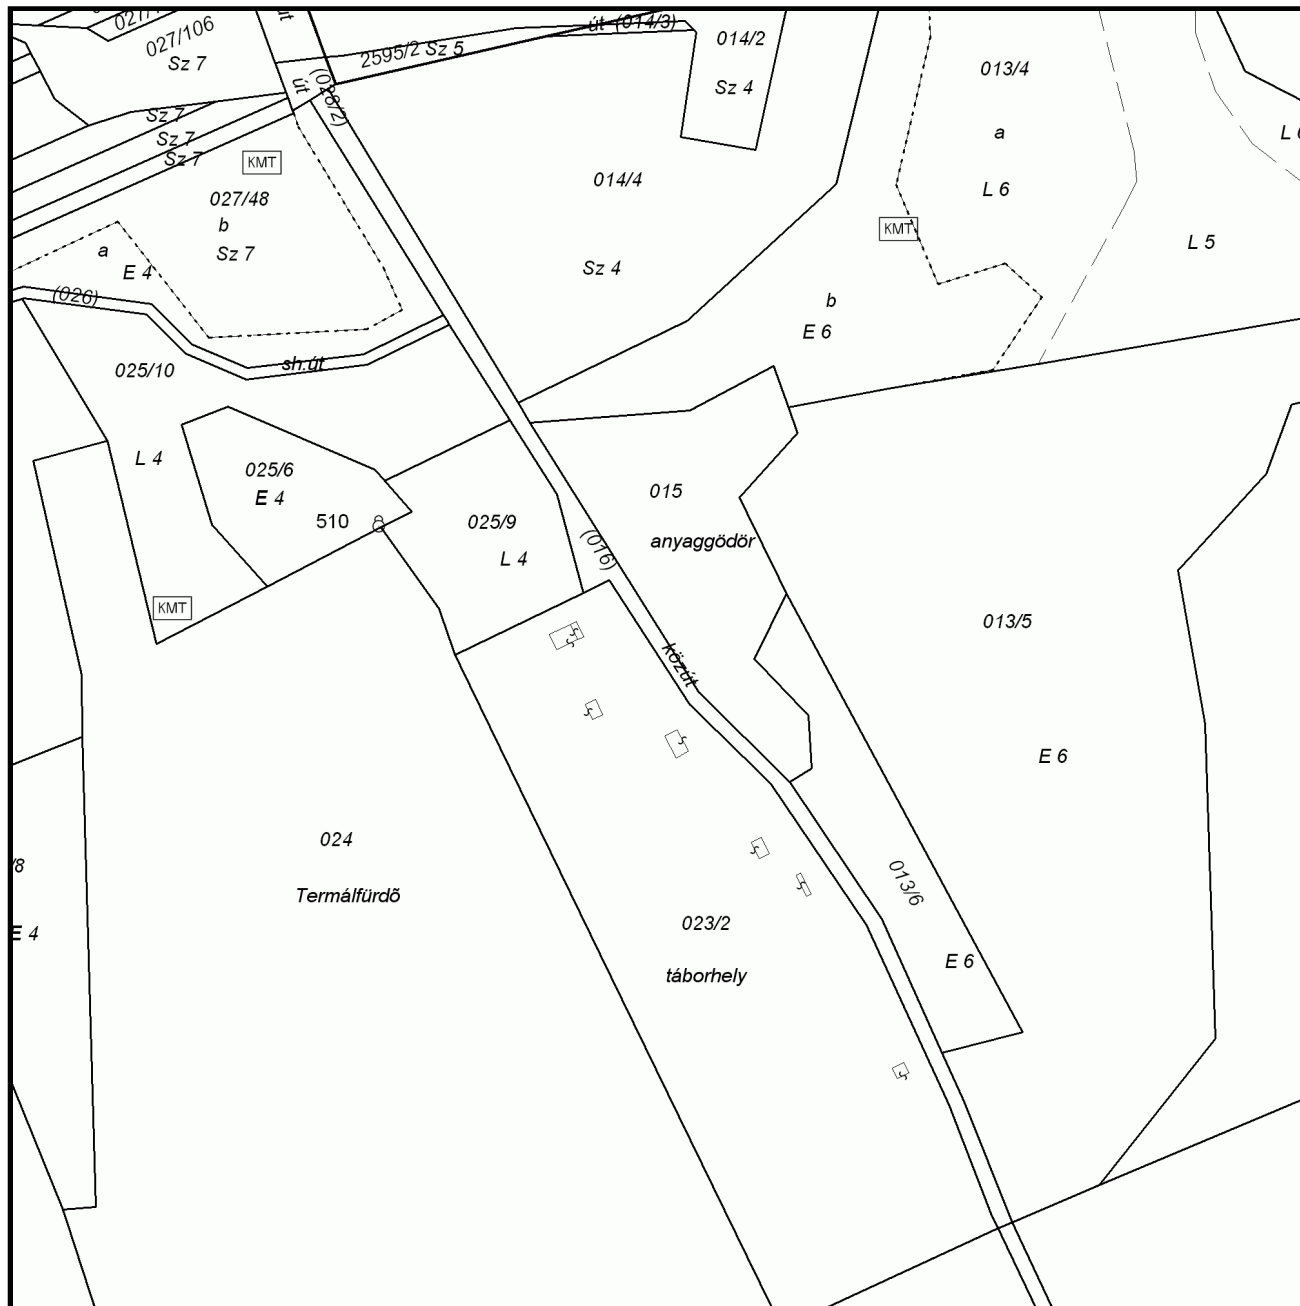 027/106
Sz 7
út
út
(028/2)
2595/2 Sz 5
út (014/3)
014/2
Sz 4
013/4
a
L 6
Sz 7
Sz 7
Sz 7
KMT
027/48
b
Sz 7
014/4
Sz 4
KMT
L 5
a
E 4
(026)
b
E 6
025/10
sh.út
L 4
025/6
E 4
510
025/9
L 4
015
anyaggödör
(016)
KMT
013/5
közút
E 6
024
Termálfürdõ
/8
E 4
013/6
023/2
E 6
táborhely